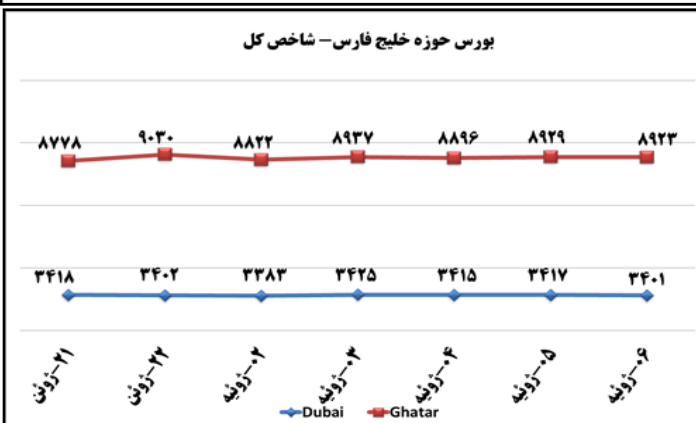 بورس حوزه خلیج فارس– شاخص کل
۸۷۷۸ ۹۰۳۰ ۸۸۲۲ ۸۹۳۷ ۸۸۹۶ ۸۹۲۹ ۸۹۲۳
۳۴۱۸ ۳۴۰۲ ۳۳۸۳ ۳۴۲۵ ۳۴۱۵ ۳۴۱۷ ۳۴۰۱
۲۱-ژوئن ۲۲-ژوئن ۰۲-ژوئیه ۰۳-ژوئیه ۰۴-ژوئیه ۰۵-ژوئیه ۰۶-ژوئیه
Dubai Ghatar